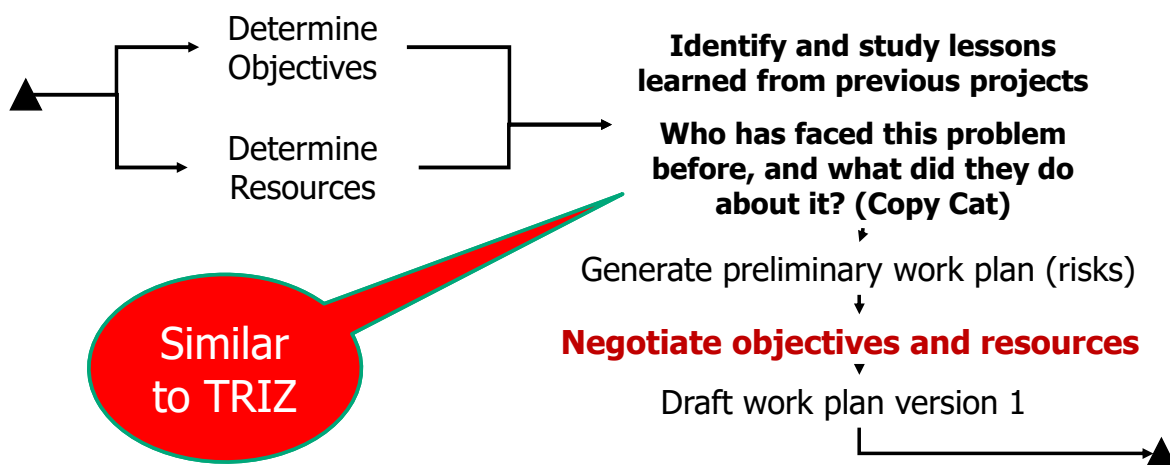 Determine
Objectives
Determine
Resources
Identify and study lessons
learned from previous projects
Who has faced this problem
before, and what did they do
about it? (Copy Cat)
Generate preliminary work plan (risks)
Negotiate objectives and resources
Draft work plan version 1
Similar
to TRIZ